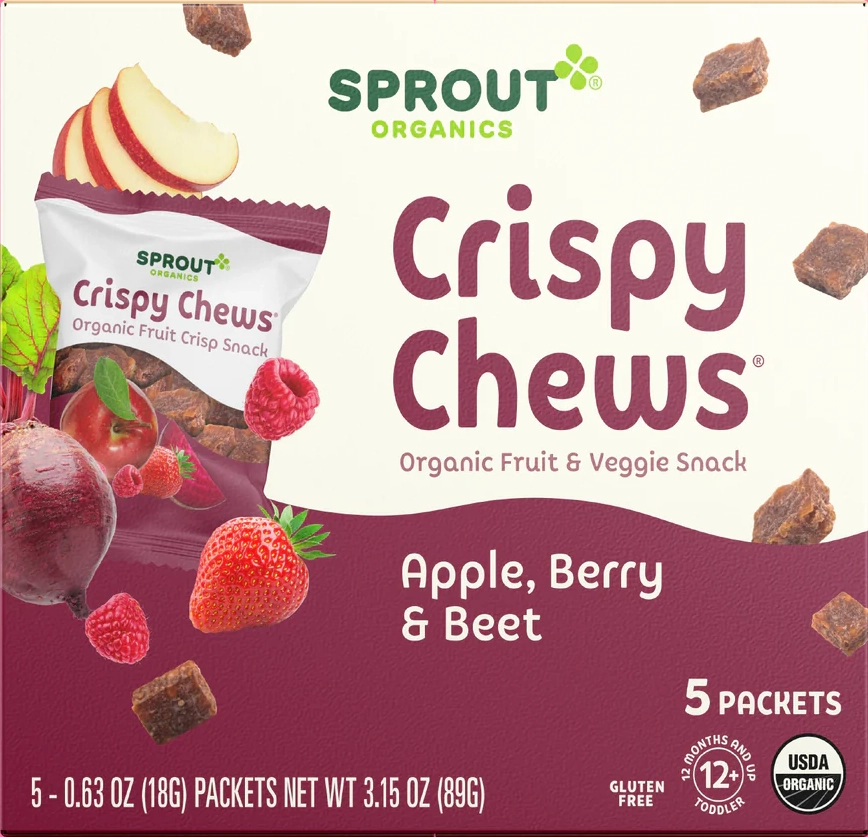 SPROUT®
ORGANICS
Crispy
Chews®
Organic Fruit & Veggie Snack
SPROUT
ORGANICS
Crispy Chews®
Organic Fruit Crisp Snack
Apple, Berry
& Beet
5 PACKETS
5 - 0.63 OZ (18G) PACKETS NET WT 3.15 OZ (89G)
GLUTEN
FREE
12 MONTHS AND UP
12+
TODDLER
USDA
ORGANIC